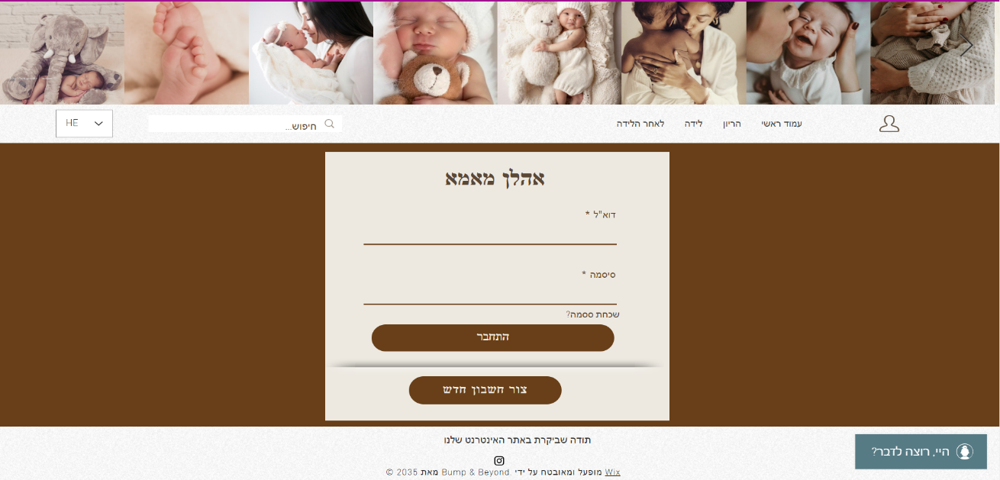 עמוד ראשי הריון לידה לאחר הלידה חיפוש... HE
אהלן מאמא
דוא"ל *
סיסמה *
שכחת ססמה?
התחבר
צור חשבון חדש
תודה שביקרת באתר האינטרנט שלנו
© 2035 מאת Bump & Beyond. מופעל ומאובטח על ידי Wix
היי, רוצה לדבר?